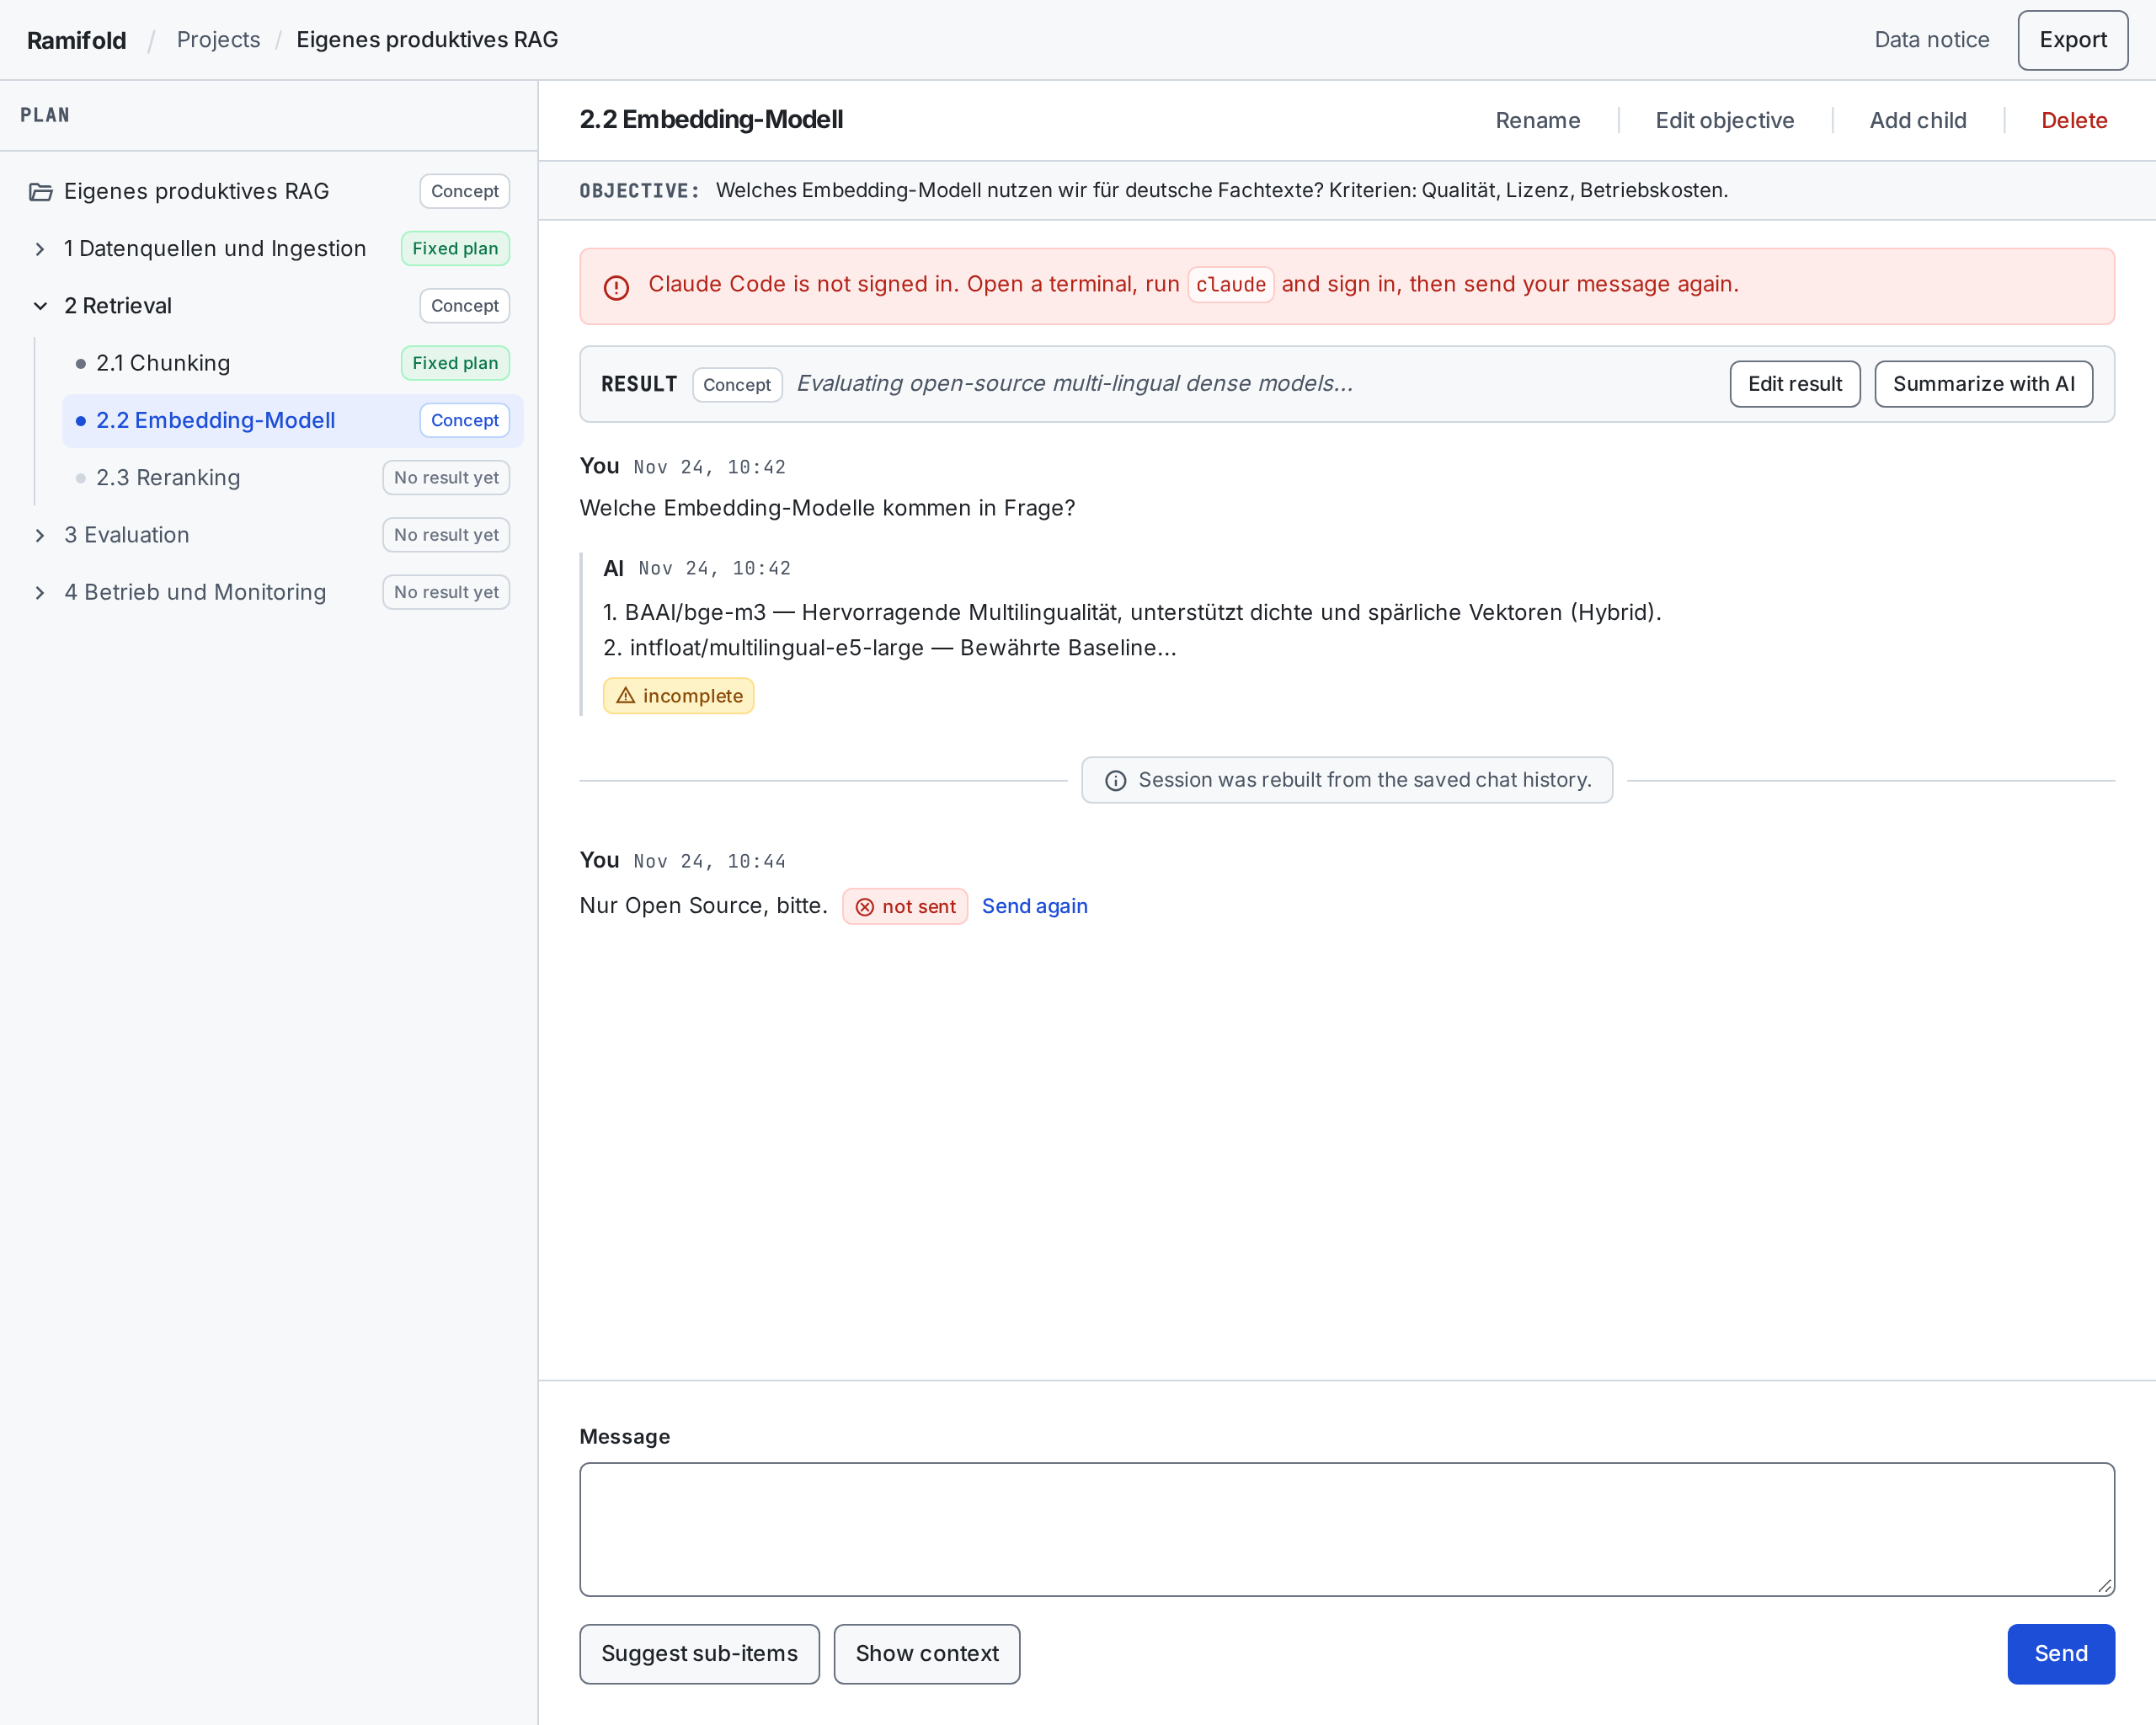 Ramifold / Projects / Eigenes produktives RAG
Data notice
Export
PLAN
Eigenes produktives RAG Concept
1 Datenquellen und Ingestion Fixed plan
2 Retrieval Concept
2.1 Chunking Fixed plan
2.2 Embedding-Modell Concept
2.3 Reranking No result yet
3 Evaluation No result yet
4 Betrieb und Monitoring No result yet
2.2 Embedding-Modell
Rename
Edit objective
Add child
Delete
OBJECTIVE: Welches Embedding-Modell nutzen wir für deutsche Fachtexte? Kriterien: Qualität, Lizenz, Betriebskosten.
Claude Code is not signed in. Open a terminal, run claude and sign in, then send your message again.
RESULT Concept Evaluating open-source multi-lingual dense models...
Edit result
Summarize with AI
You Nov 24, 10:42
Welche Embedding-Modelle kommen in Frage?
AI Nov 24, 10:42
1. BAAI/bge-m3 — Hervorragende Multilingualität, unterstützt dichte und spärliche Vektoren (Hybrid).
2. intfloat/multilingual-e5-large — Bewährte Baseline...
incomplete
Session was rebuilt from the saved chat history.
You Nov 24, 10:44
Nur Open Source, bitte. not sent Send again
Message
Suggest sub-items
Show context
Send